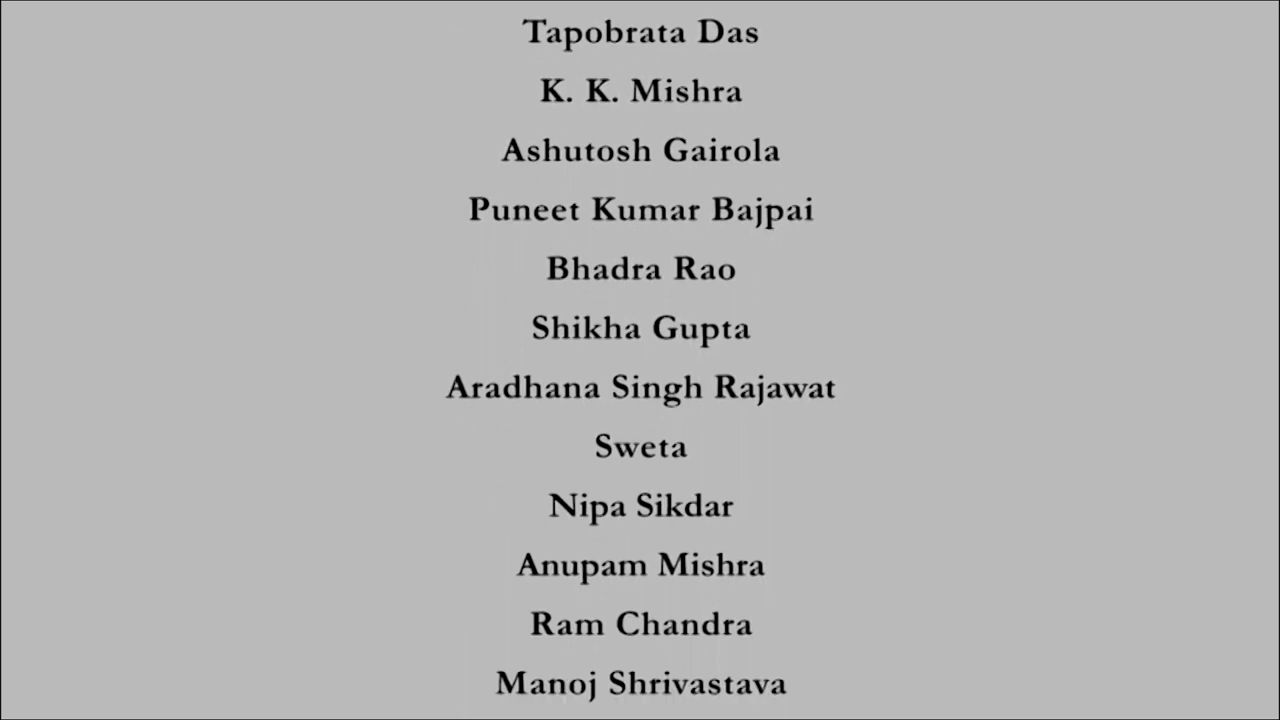 Tapobrata Das
K. K. Mishra
Ashutosh Gairola
Puneet Kumar Bajpai
Bhadra Rao
Shikha Gupta
Aradhana Singh Rajawat
Sweta
Nipa Sikdar
Anupam Mishra
Ram Chandra
Manoj Shrivastava